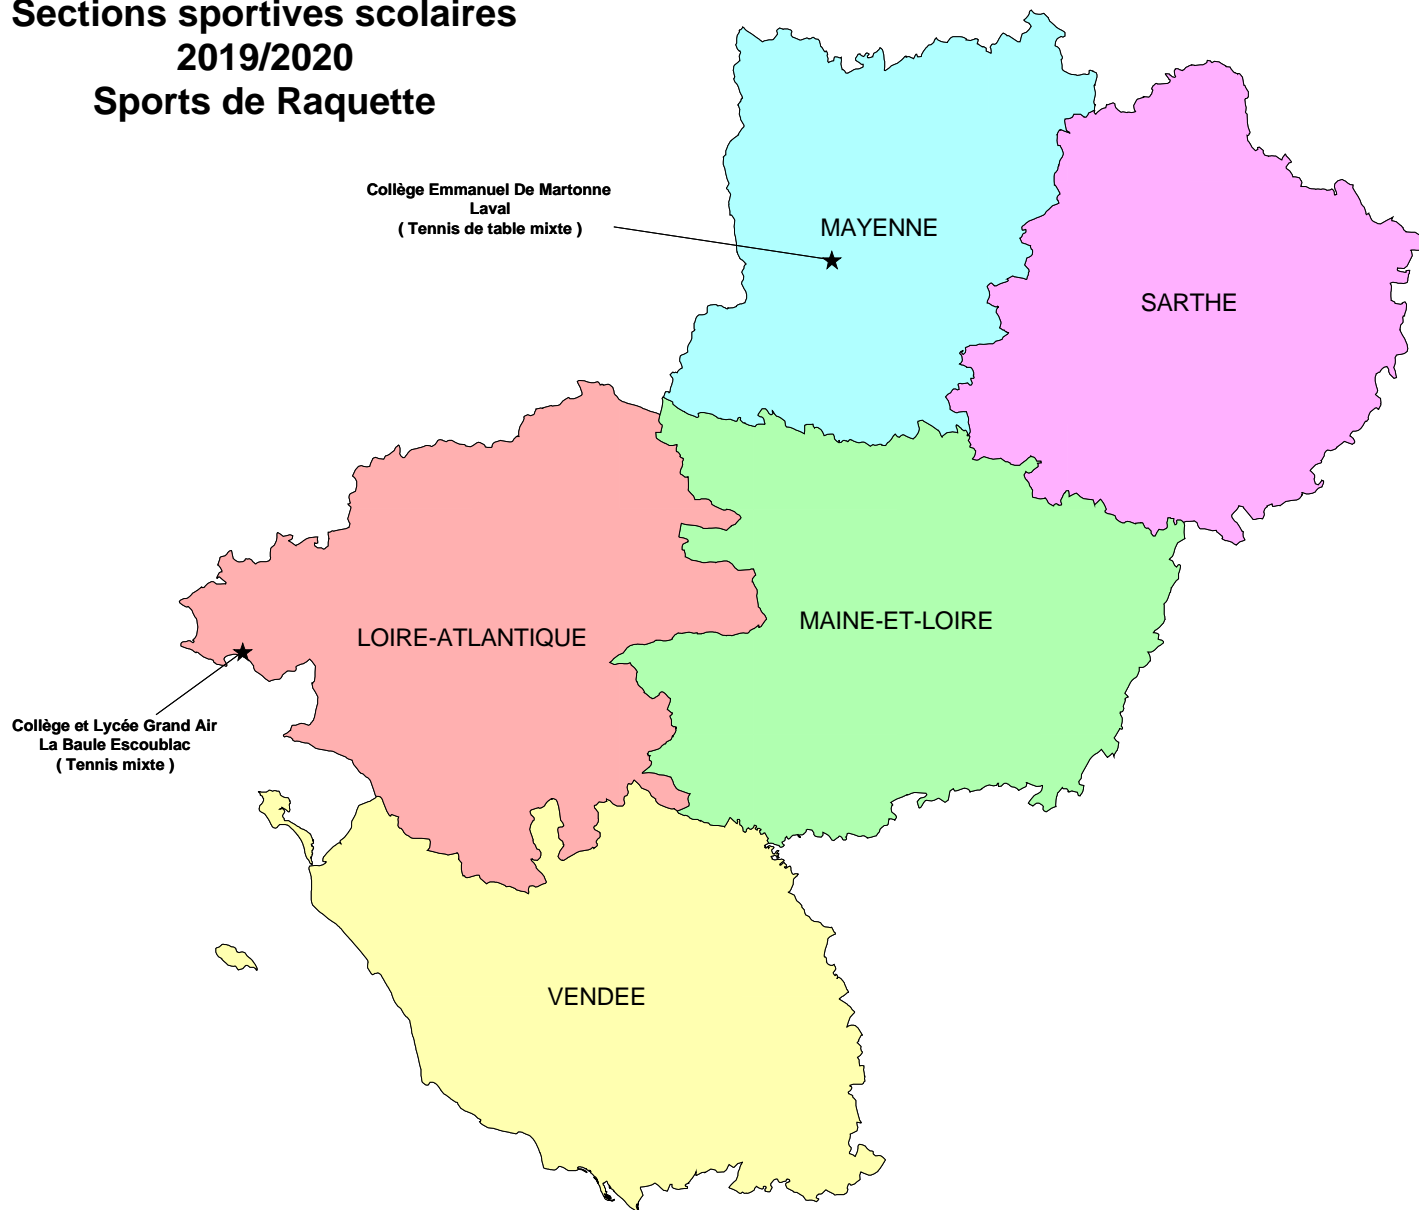 Sections sportives scolaires
2019/2020
Sports de Raquette
Collège Emmanuel De Martonne
Laval
( Tennis de table mixte )
MAYENNE
SARTHE
LOIRE-ATLANTIQUE
MAINE-ET-LOIRE
Collège et Lycée Grand Air
La Baule Escoublac
( Tennis mixte )
VENDEE